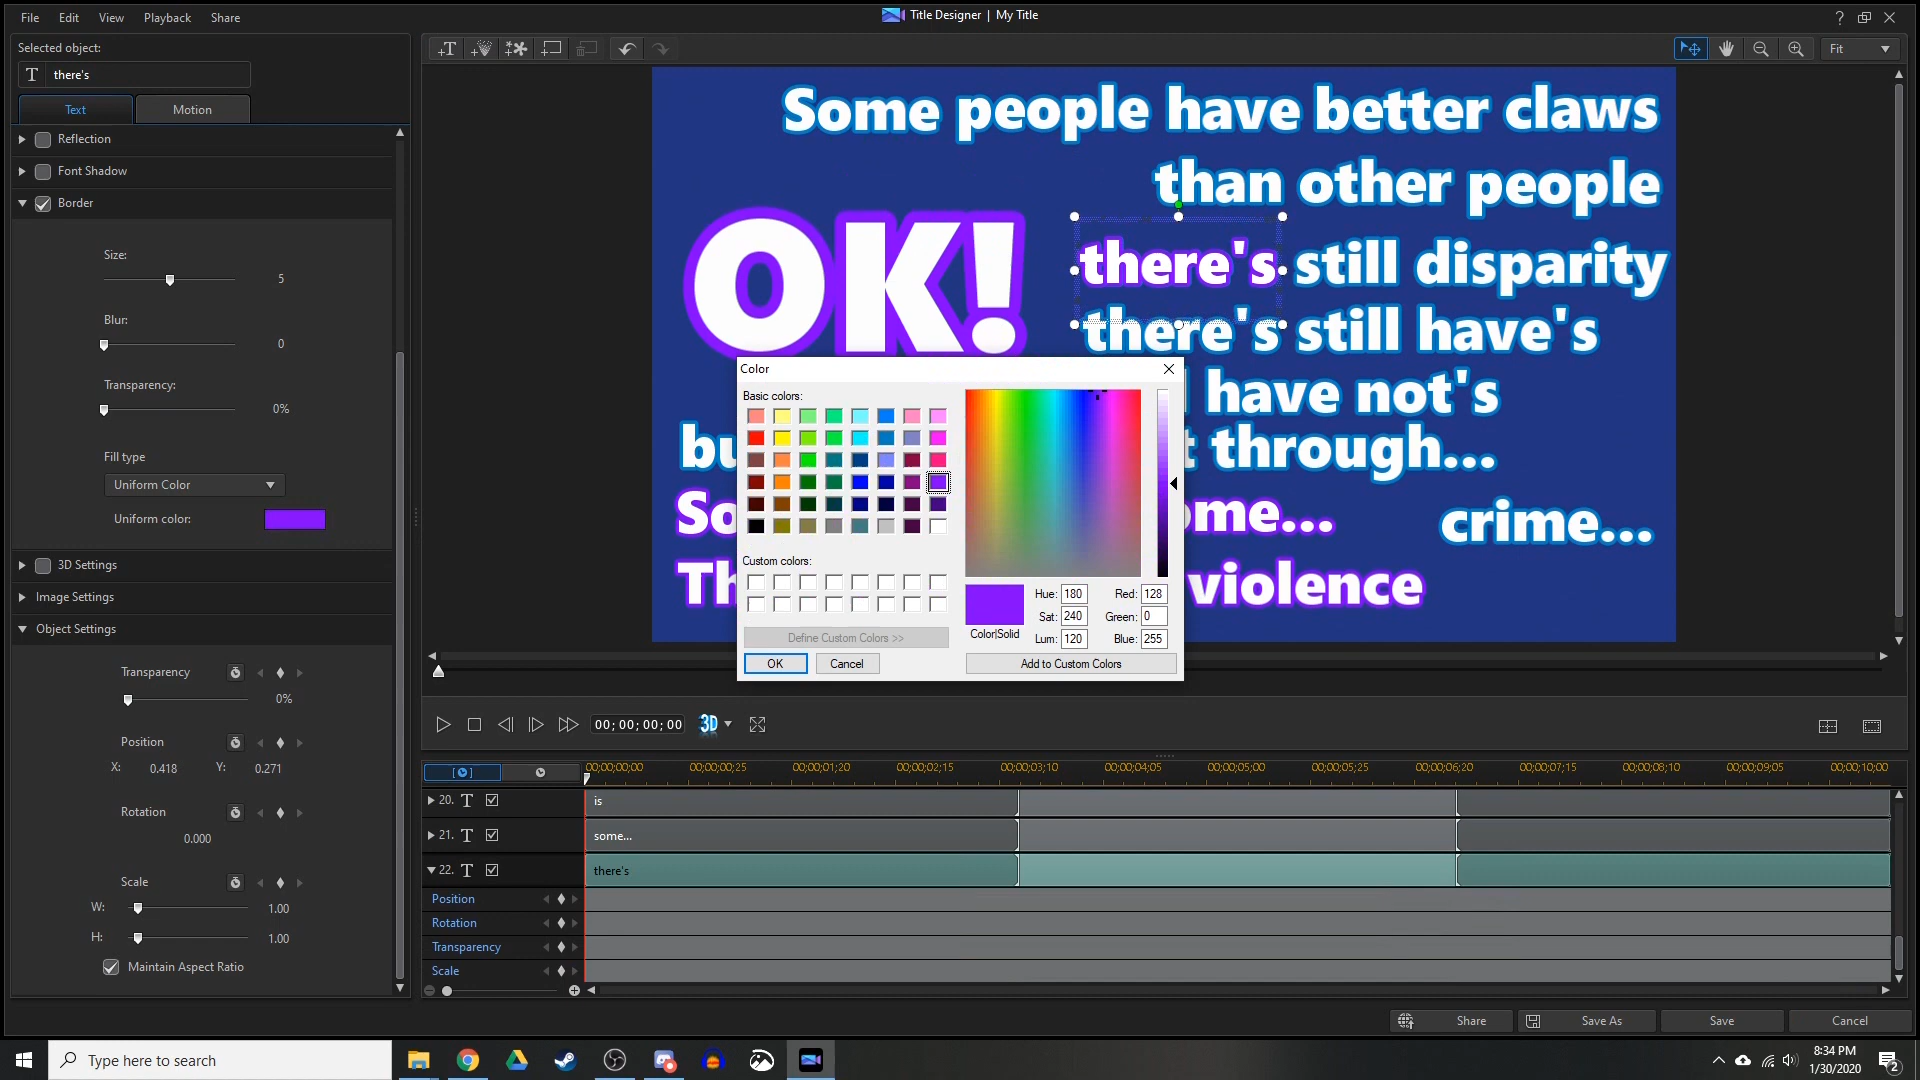 File Edit View Playback Share
Title Designer | My Title
Selected object:
T there's
Text Motion
Reflection
Font Shadow
Border
Size:
5
Blur:
0
Transparency:
0%
Fill type
Uniform Color
Uniform color:
3D Settings
Image Settings
Object Settings
Transparency
0%
Position
X: 0.418 Y: 0.271
Rotation
0.000
Scale
W: 1.00
H: 1.00
Maintain Aspect Ratio
Fit
Some people have better claws
than other people
OK! there's still disparity
there's still have's
have not's
bu t through...
So ome... crime...
Th violence
Color
Basic colors:
Custom colors:
Define Custom Colors >>
OK Cancel
Hue: 180 Red: 128
Sat: 240 Green: 0
Color|Solid
Lum: 120 Blue: 255
Add to Custom Colors
00;00;00;00 3D
00;00;00;00 00;00;00;25 00;00;01;20 00;00;02;15 00;00;03;10 00;00;04;05 00;00;05;00 00;00;05;25 00;00;06;20 00;00;07;15 00;00;08;10 00;00;09;05 00;00;10;00
20. T is
21. T some...
22. T there's
Position
Rotation
Transparency
Scale
Share Save As Save Cancel
Type here to search
8:34 PM
1/30/2020
2